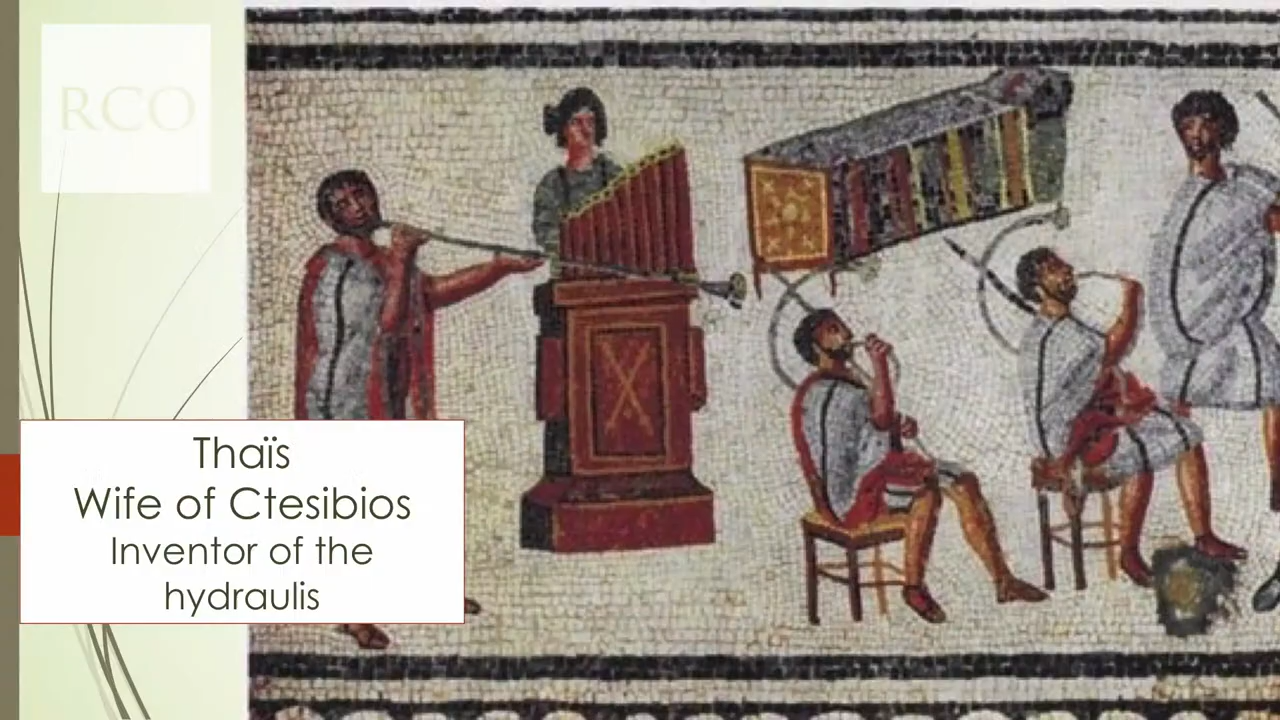 RCO
Thaïs
Wife of Ctesibios
Inventor of the
hydraulis